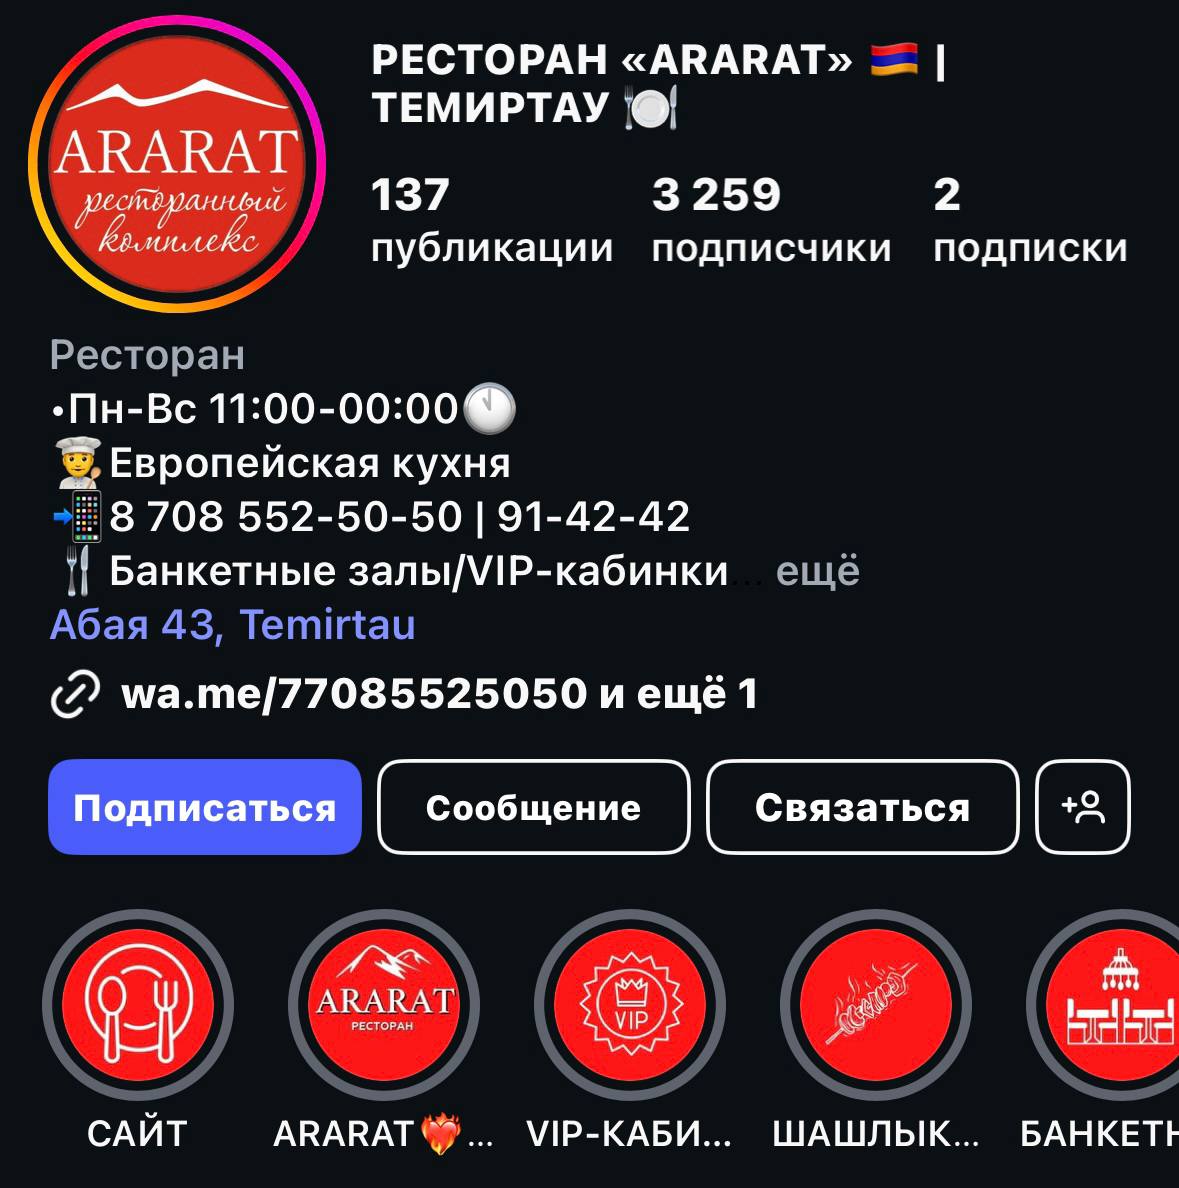 ARARAT
ресторанный
комплекс
РЕСТОРАН «ARARAT» 🇦🇲 |
ТЕМИРТАУ 🍽️
137 3 259 2
публикации подписчики подписки
Ресторан
•Пн-Вс 11:00-00:00🕚
👨‍🍳Европейская кухня
📲8 708 552-50-50 | 91-42-42
🍴Банкетные залы/VIP-кабинки... ещё
Абая 43, Temirtau
wa.me/77085525050 и ещё 1
Подписаться Сообщение Связаться
ARARAT
РЕСТОРАН
VIP
САЙТ ARARAT❤️‍🔥... VIP-КАБИ... ШАШЛЫК... БАНКЕТН